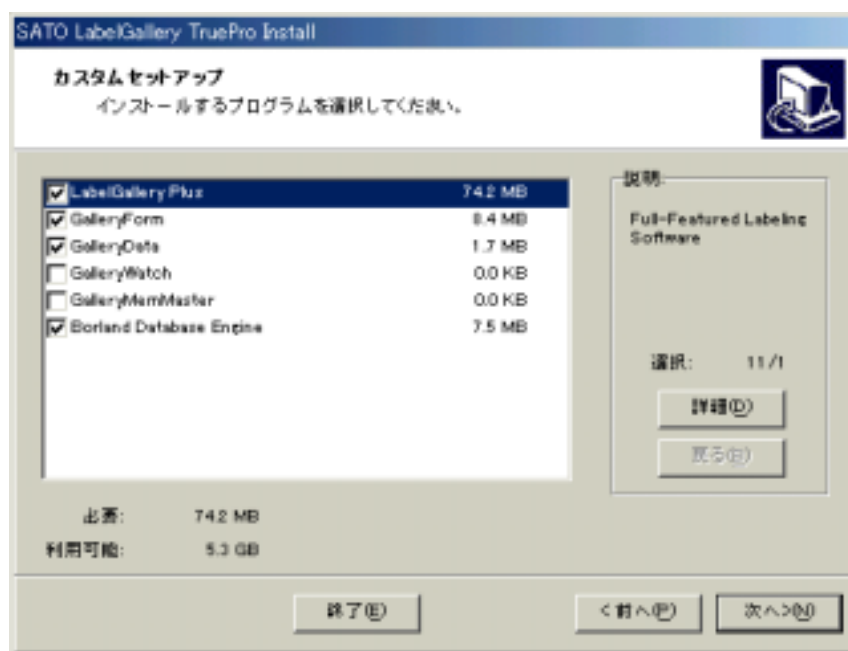 SATO LabelGallery TruePro Install
カスタムセットアップ
インストールするプログラムを選択してください。
LabelGallery Plus 74.2 MB
GalleryForm 8.4 MB
GalleryData 1.7 MB
GalleryWatch 0.0 KB
GalleryMemMaster 0.0 KB
Borland Database Engine 7.5 MB
説明:
Full-Featured Labeling
Software
選択: 11/1
詳細(D)
戻る(B)
必要: 74.2 MB
利用可能: 5.3 GB
終了(E)
<前へ(P)
次へ>(N)